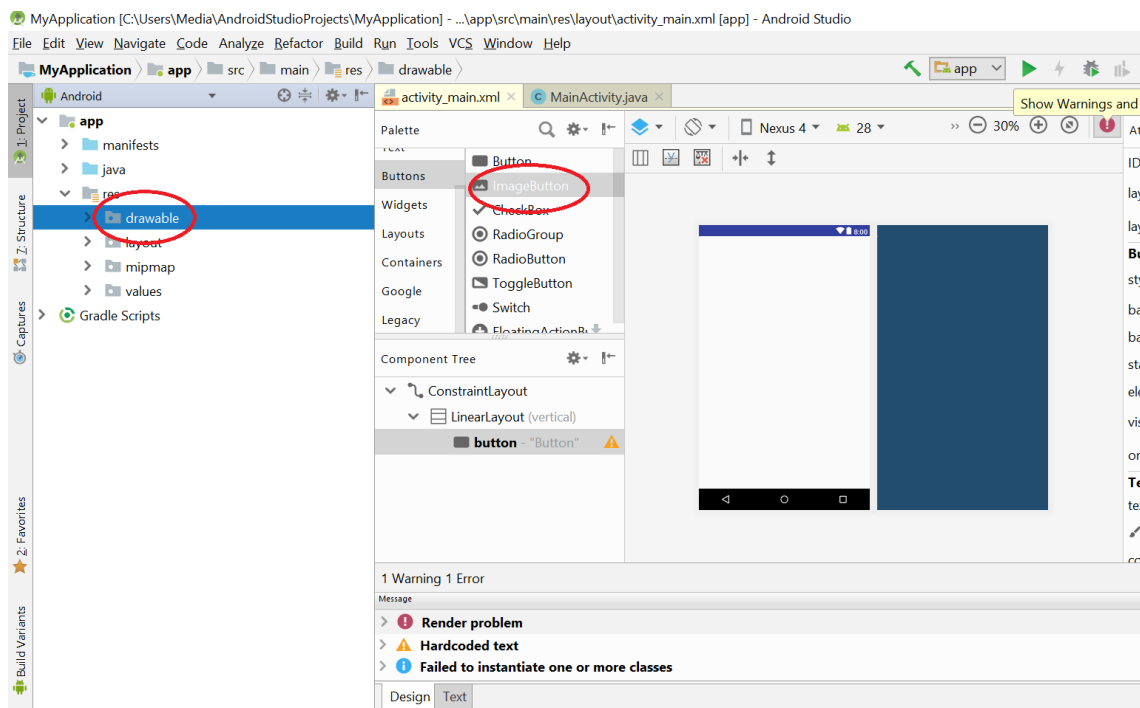 MyApplication [C:\Users\Media\AndroidStudioProjects\MyApplication] - ...\app\src\main\res\layout\activity_main.xml [app] - Android Studio
File Edit View Navigate Code Analyze Refactor Build Run Tools VCS Window Help
MyApplication app src main res drawable
app
Android
activity_main.xml
MainActivity.java
Show Warnings and
1: Project
7: Structure
Captures
2: Favorites
Build Variants
app
manifests
java
res
drawable
layout
mipmap
values
Gradle Scripts
Palette
Text
Buttons
Widgets
Layouts
Containers
Google
Legacy
Button
ImageButton
CheckBox
RadioGroup
RadioButton
ToggleButton
Switch
Nexus 4
28
30%
8:00
Component Tree
ConstraintLayout
LinearLayout (vertical)
button - "Button"
ID
1 Warning 1 Error
Message
Render problem
Hardcoded text
Failed to instantiate one or more classes
Design Text